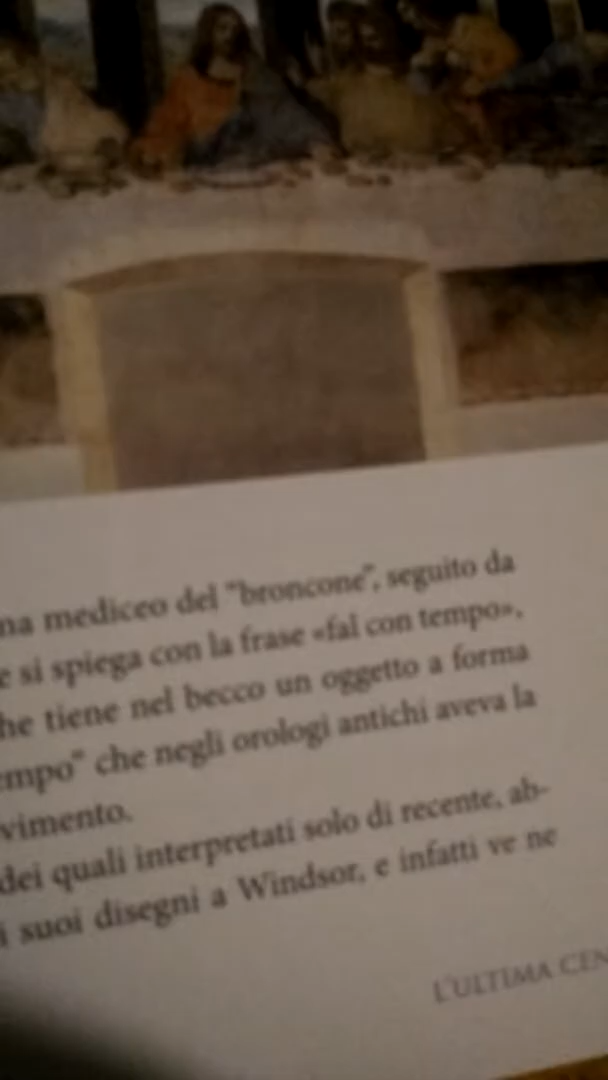 na mediceo del "broncone", seguito da
e si spiega con la frase «fal con tempo»,
he tiene nel becco un oggetto a forma
empo" che negli orologi antichi aveva la
vimento.
dei quali interpretati solo di recente, ab-
i suoi disegni a Windsor, e infatti ve ne
L'ULTIMA CEN